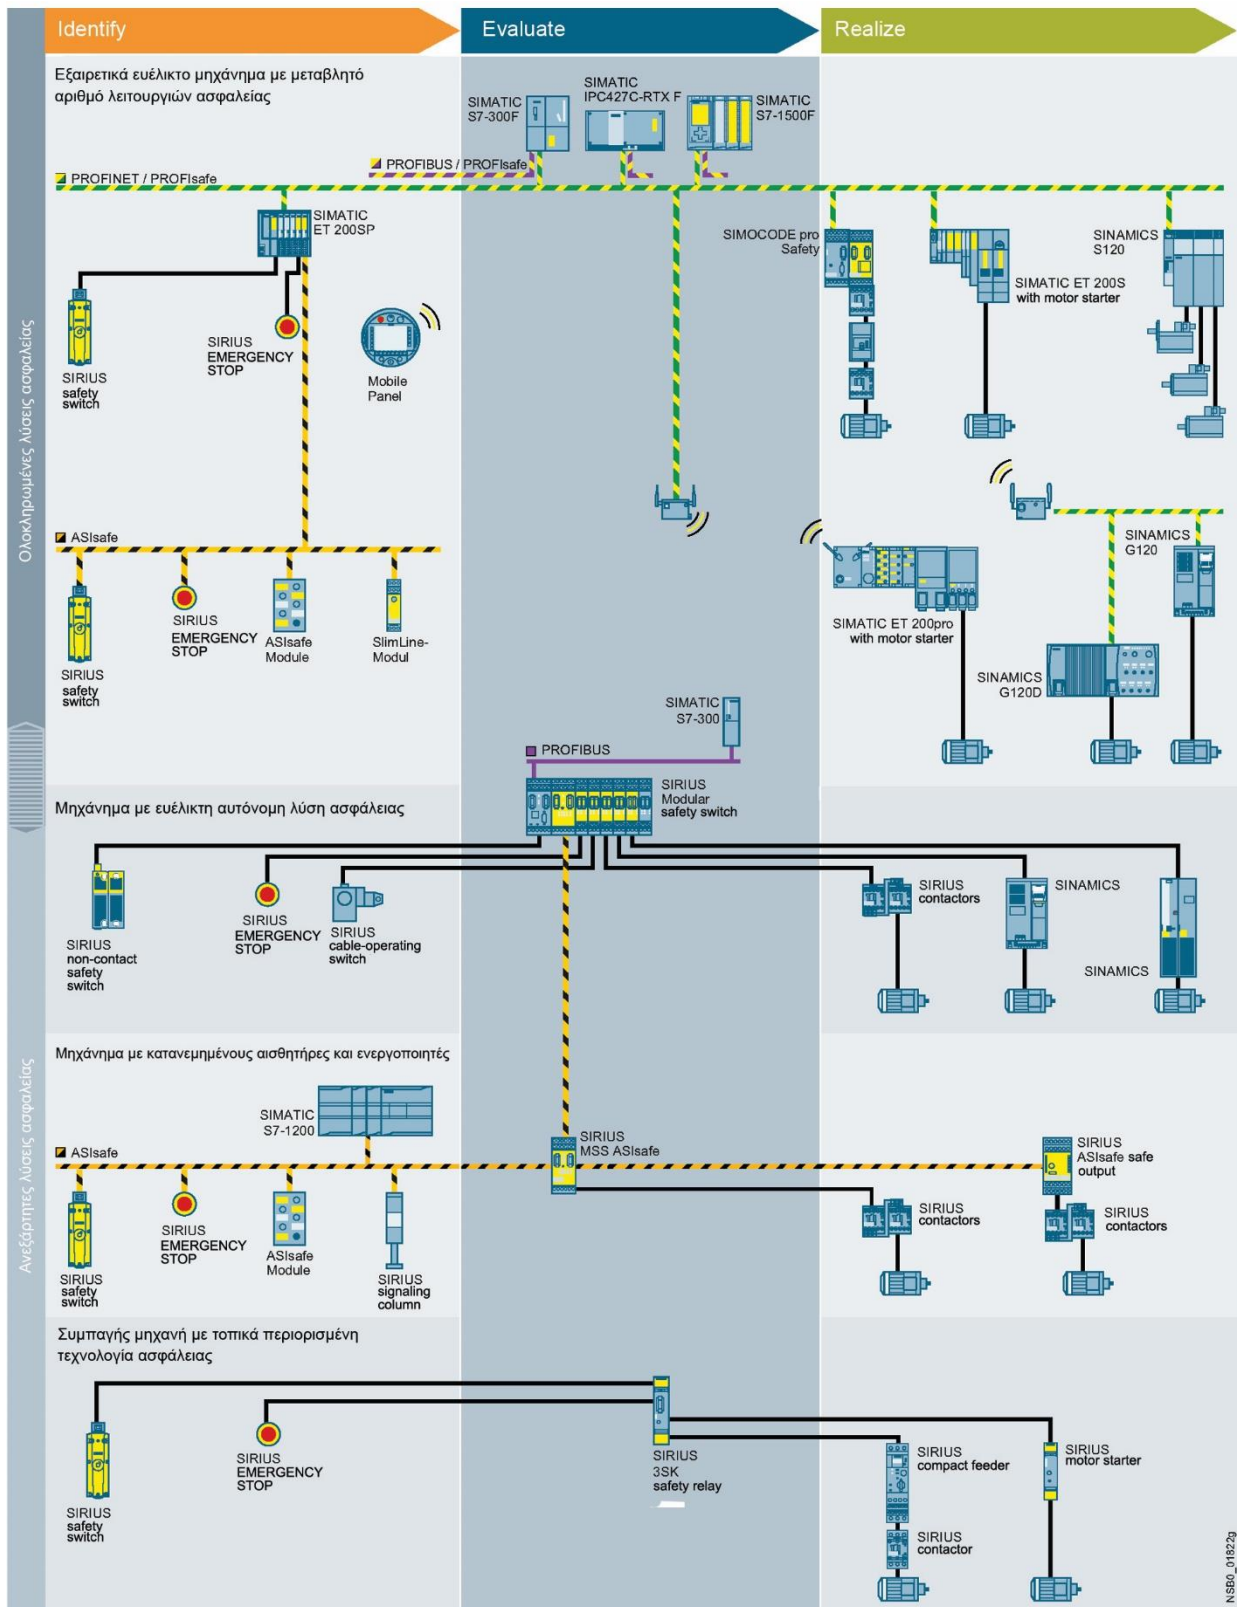 Identify
Evaluate
Realize
Εξαιρετικά ευέλικτο μηχάνημα με μεταβλητό
αριθμό λειτουργιών ασφαλείας
SIMATIC
S7-300F
SIMATIC
IPC427C-RTX F
SIMATIC
S7-1500F
PROFIBUS / PROFIsafe
PROFINET / PROFIsafe
SIMATIC
ET 200SP
SIRIUS
safety
switch
SIRIUS
EMERGENCY
STOP
Mobile
Panel
SIMOCODE pro
Safety
SIMATIC ET 200S
with motor starter
SINAMICS
S120
Ολοκληρωμένες λύσεις ασφαλείας
ASIsafe
SIRIUS
safety
switch
SIRIUS
EMERGENCY
STOP
ASIsafe
Module
SlimLine-
Modul
SIMATIC ET 200pro
with motor starter
SINAMICS
G120
SINAMICS
G120D
SIMATIC
S7-300
PROFIBUS
Μηχάνημα με ευέλικτη αυτόνομη λύση ασφάλειας
SIRIUS
Modular
safety switch
SIRIUS
non-contact
safety
switch
SIRIUS
EMERGENCY
STOP
SIRIUS
cable-operating
switch
SIRIUS
contactors
SINAMICS
SINAMICS
Ανεξάρτητες λύσεις ασφαλείας
Μηχάνημα με κατανεμημένους αισθητήρες και ενεργοποιητές
SIMATIC
S7-1200
ASIsafe
SIRIUS
MSS ASIsafe
SIRIUS
ASIsafe safe
output
SIRIUS
safety
switch
SIRIUS
EMERGENCY
STOP
ASIsafe
Module
SIRIUS
signaling
column
SIRIUS
contactors
SIRIUS
contactors
Συμπαγής μηχανή με τοπικά περιορισμένη
τεχνολογία ασφάλειας
SIRIUS
safety
switch
SIRIUS
EMERGENCY
STOP
SIRIUS
3SK
safety relay
SIRIUS
compact feeder
SIRIUS
motor starter
SIRIUS
contactor
NSB0_01822g